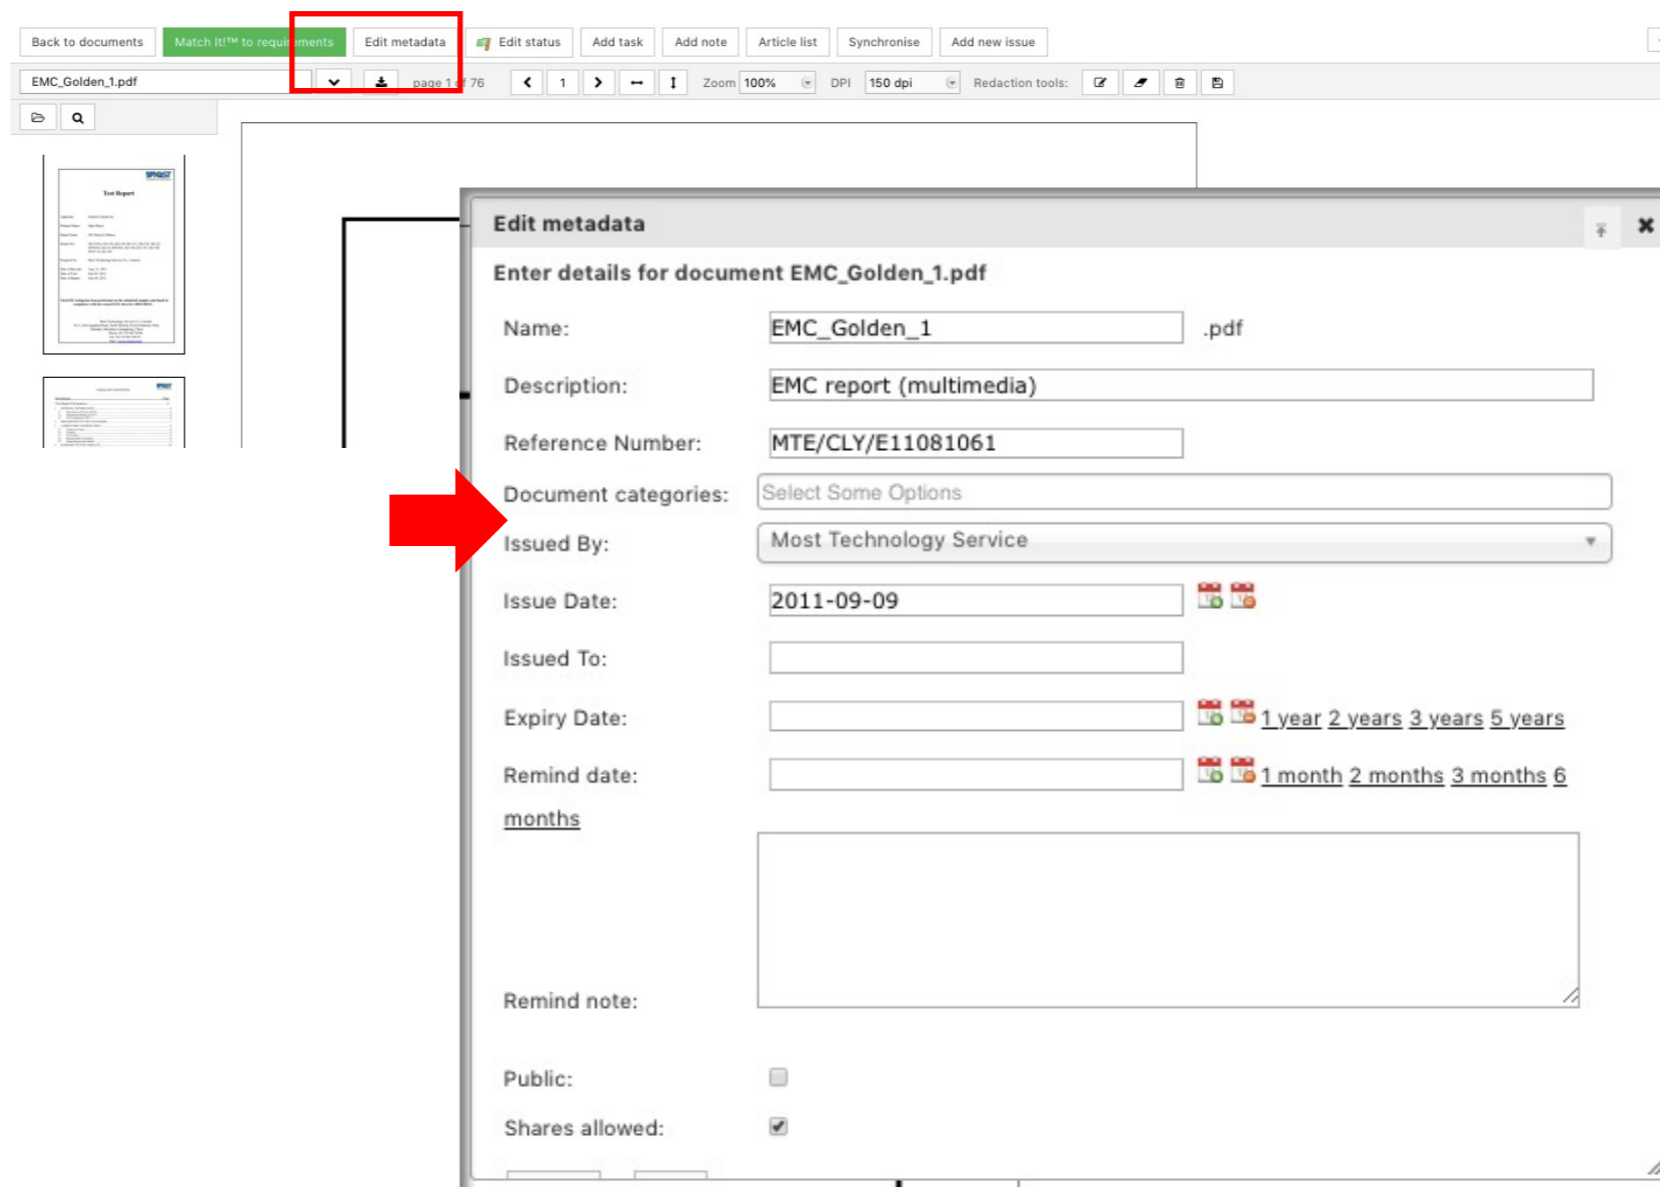 Back to documents Match It!™ to requirements Edit metadata Edit status Add task Add note Article list Synchronise Add new issue
EMC_Golden_1.pdf page 1 of 76 1 Zoom 100% DPI 150 dpi Redaction tools:
Test Report
Edit metadata
Enter details for document EMC_Golden_1.pdf
Name: EMC_Golden_1 .pdf
Description: EMC report (multimedia)
Reference Number: MTE/CLY/E11081061
Document categories: Select Some Options
Issued By: Most Technology Service
Issue Date: 2011-09-09
Issued To:
Expiry Date: 1 year 2 years 3 years 5 years
Remind date: 1 month 2 months 3 months 6
months
Remind note:
Public:
Shares allowed: